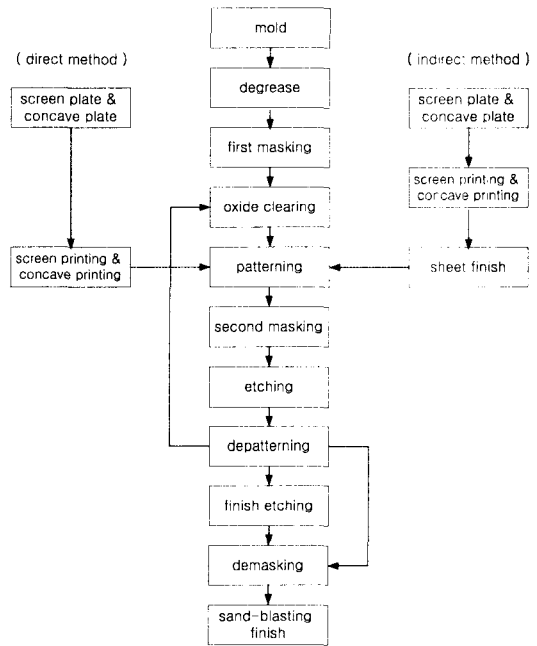 mold
( direct method )
( indirect method )
degrease
screen plate &
concave plate
screen plate &
concave plate
first masking
screen printing &
concave printing
oxide clearing
screen printing &
concave printing
patterning
sheet finish
second masking
etching
depatterning
finish etching
demasking
sand-blasting
finish